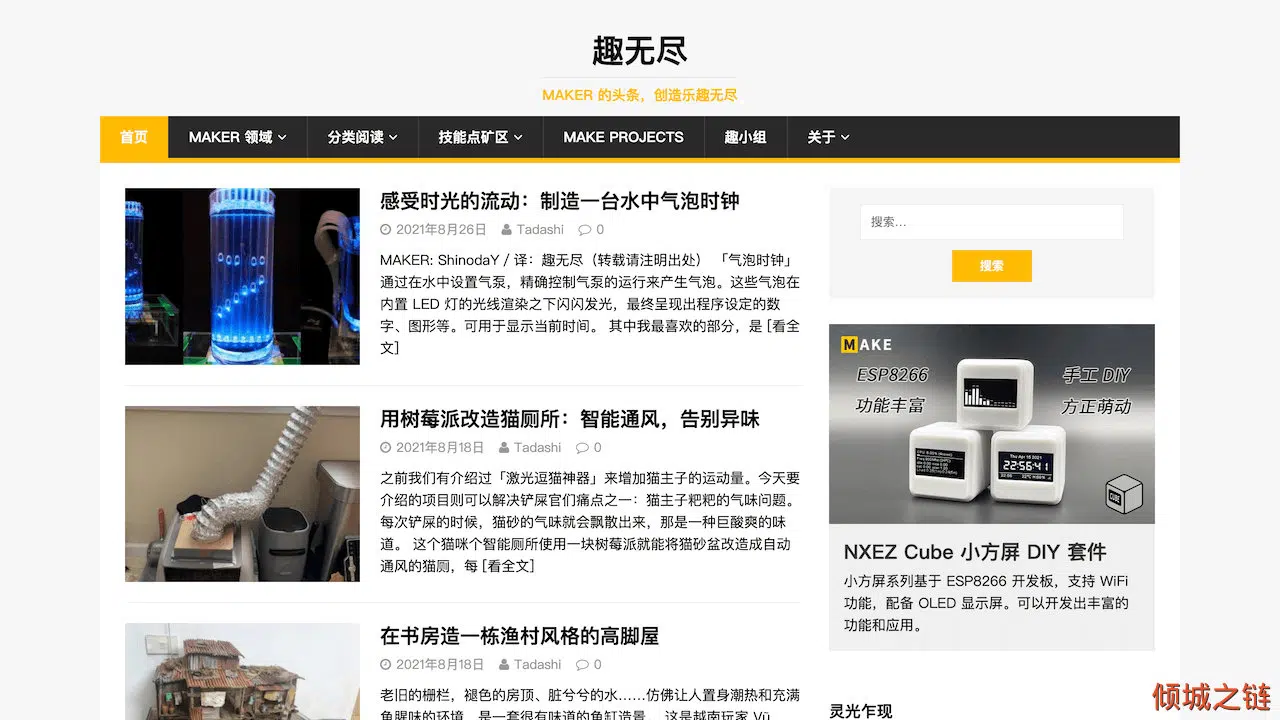 趣无尽
MAKER 的头条，创造乐趣无尽
首页 MAKER 领域 分类阅读 技能点矿区 MAKE PROJECTS 趣小组 关于
感受时光的流动：制造一台水中气泡时钟
2021年8月26日 Tadashi 0
MAKER: ShinodaY / 译：趣无尽（转载请注明出处） 「气泡时钟」
通过在水中设置气泵，精确控制气泵的运行来产生气泡。这些气泡在
内置 LED 灯的光线渲染之下闪闪发光，最终呈现出程序设定的数
字、图形等。可用于显示当前时间。 其中我最喜欢的部分，是 [看全
文]
用树莓派改造猫厕所：智能通风，告别异味
2021年8月18日 Tadashi 0
之前我们有介绍过「激光逗猫神器」来增加猫主子的运动量。今天要
介绍的项目则可以解决铲屎官们痛点之一：猫主子粑粑的气味问题。
每次铲屎的时候，猫砂的气味就会飘散出来，那是一种巨酸爽的味
道。 这个猫咪个智能厕所使用一块树莓派就能将猫砂盆改造成自动
通风的猫厕，每 [看全文]
在书房造一栋渔村风格的高脚屋
2021年8月18日 Tadashi 0
老旧的栅栏，褪色的房顶、脏兮兮的水……仿佛让人置身潮热和充满
鱼腥味的环境，是一套很有味道的鱼缸造景。 这是越南玩家 Vũ
搜索…
搜索
MAKE
ESP8266
功能丰富
手工 DIY
方正萌动
Thu Apr 15 2021
22:56:41
CUBE
NXEZ Cube 小方屏 DIY 套件
小方屏系列基于 ESP8266 开发板，支持 WiFi
功能，配备 OLED 显示屏。可以开发出丰富的
功能和应用。
灵光乍现
倾城之链